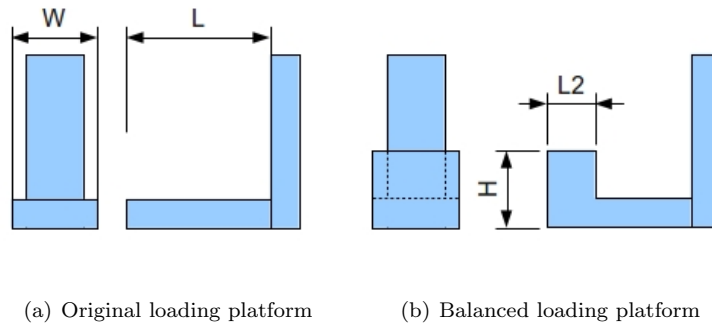 W
L
L2
H
(a) Original loading platform
(b) Balanced loading platform